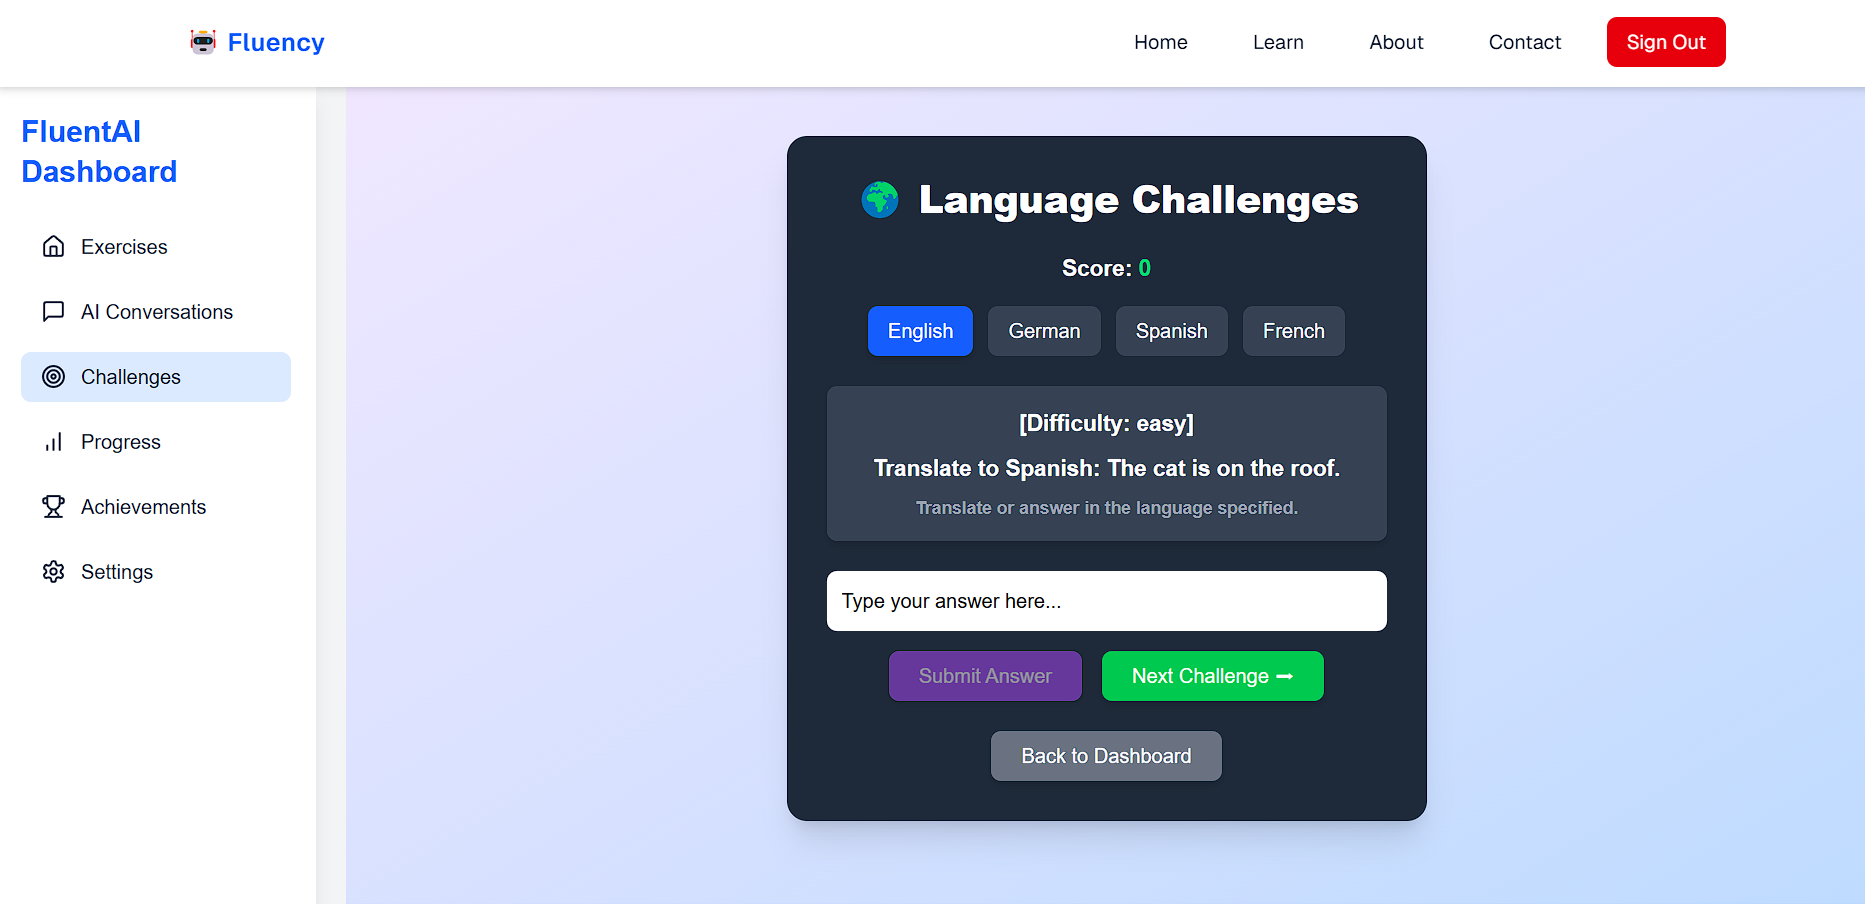 Fluency
Home
Learn
About
Contact
Sign Out
FluentAI
Dashboard
Exercises
AI Conversations
Challenges
Progress
Achievements
Settings
Language Challenges
Score: 0
English
German
Spanish
French
[Difficulty: easy]
Translate to Spanish: The cat is on the roof.
Translate or answer in the language specified.
Type your answer here...
Submit Answer
Next Challenge ➞
Back to Dashboard